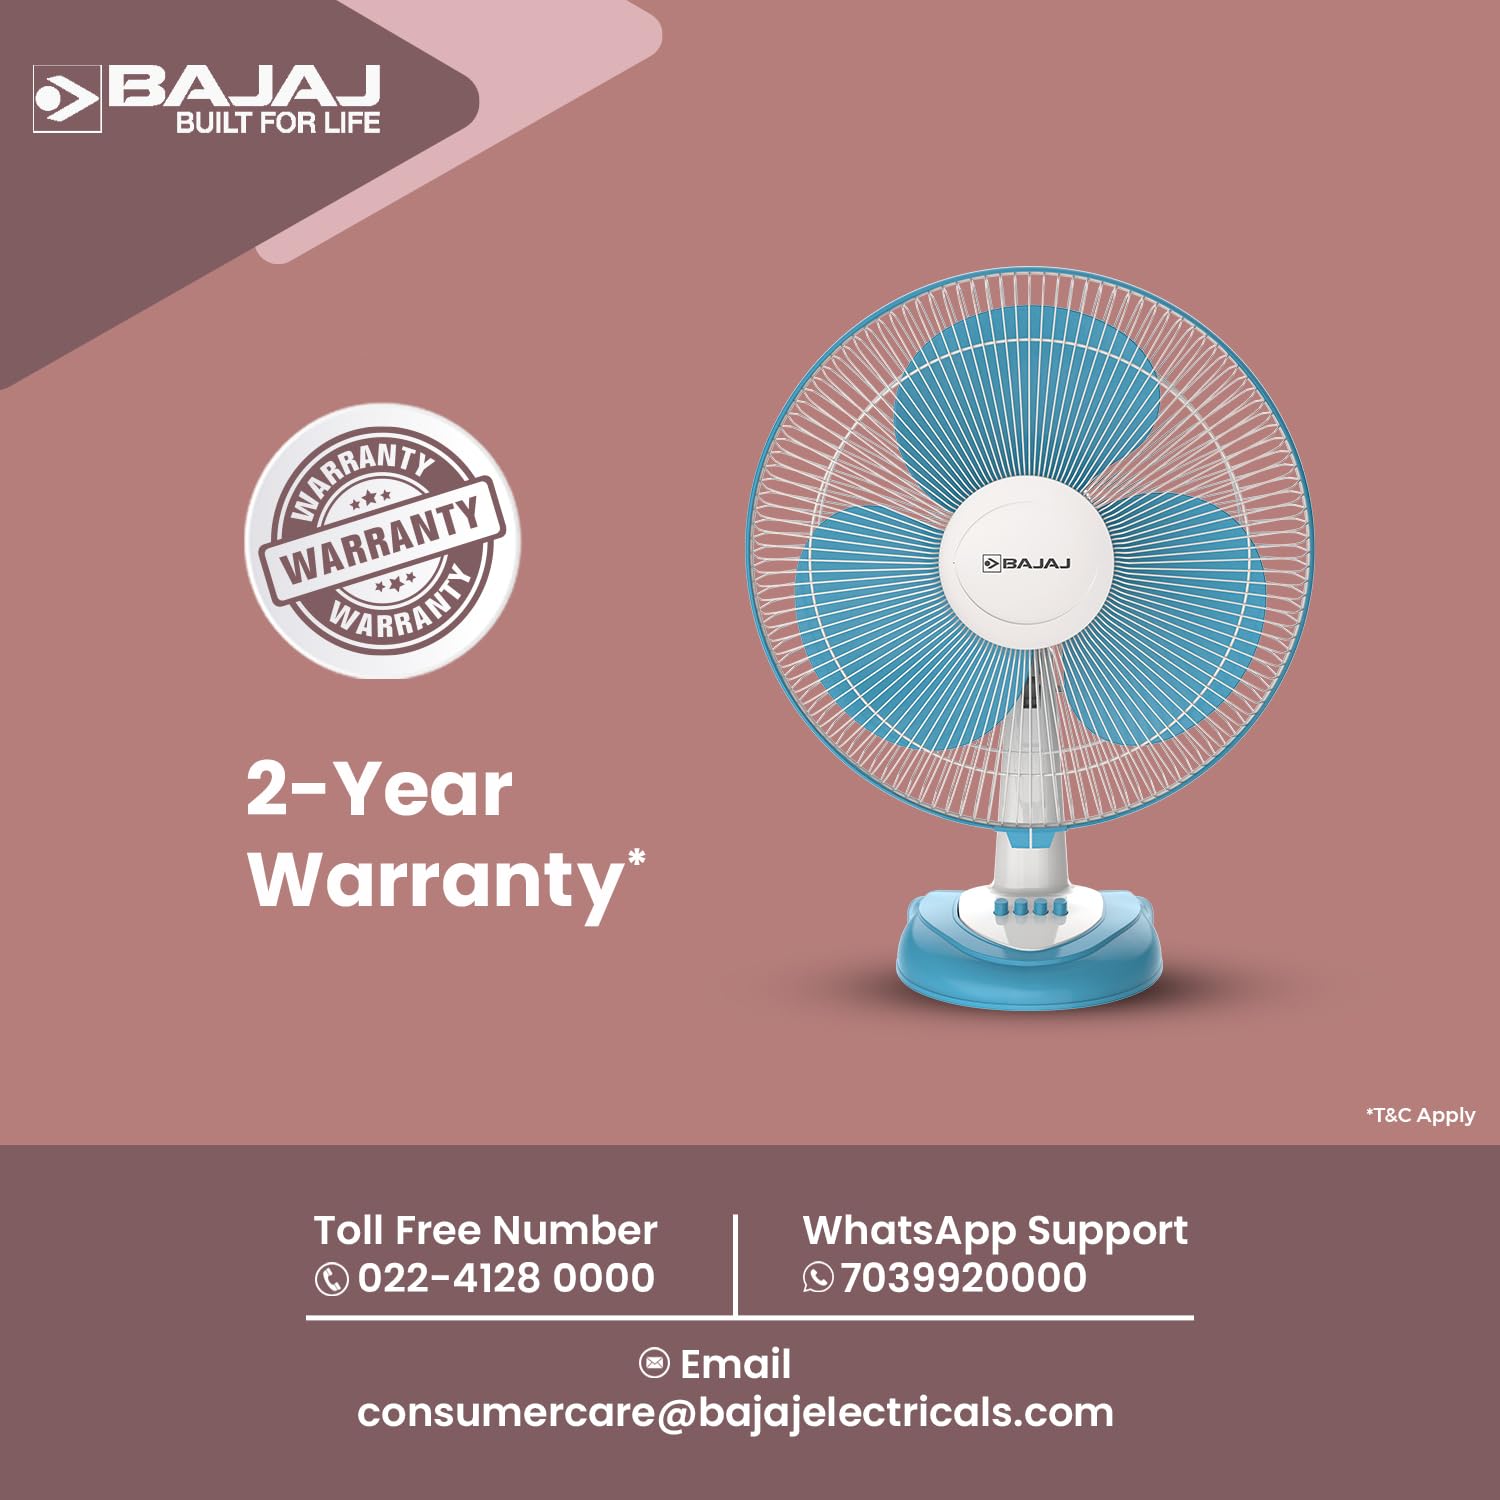 BAJAJ
BUILT FOR LIFE
WARRANTY
WARRANTY
WARRANTY
BAJAJ
2-Year
Warranty*
*T&C Apply
Toll Free Number
022-4128 0000
WhatsApp Support
7039920000
Email
consumercare@bajajelectricals.com